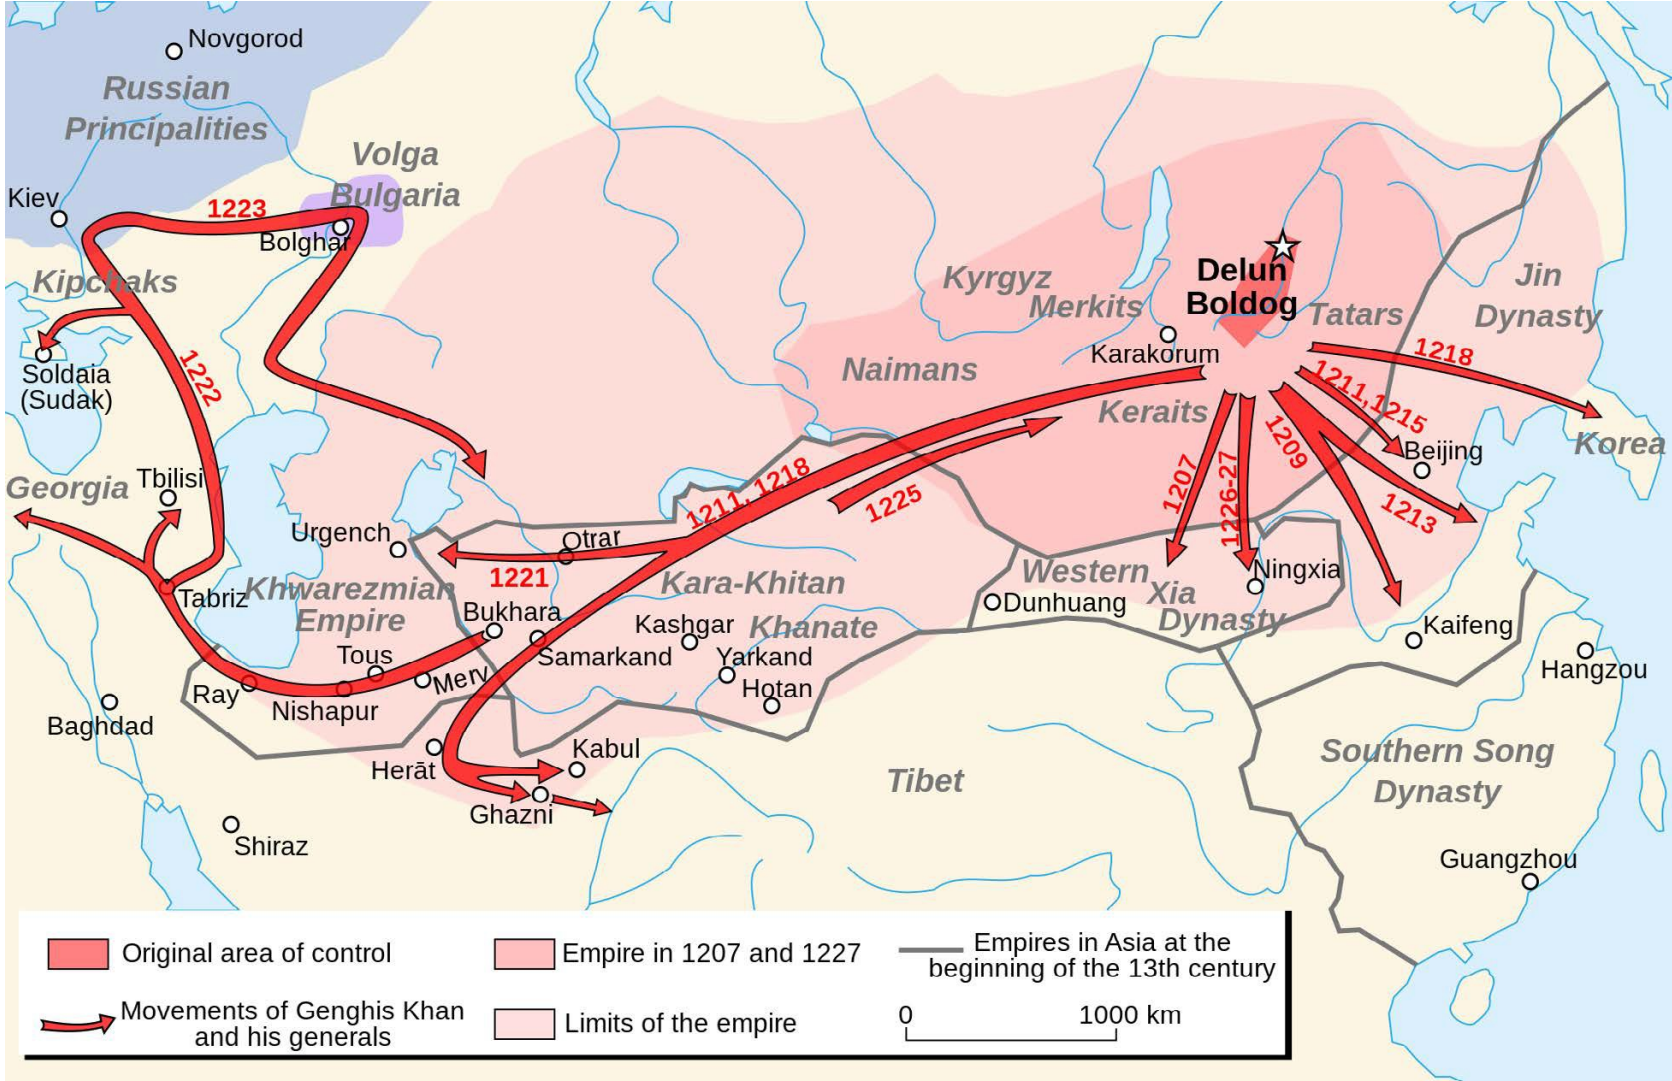 Novgorod
Russian
Principalities
Volga
Bulgaria
Kiev
1223
Bolghar
Kipchaks
Delun
Boldog
Kyrgyz
Merkits
Tatars
Jin
Dynasty
Karakorum
Naimans
Keraits
Soldaia
(Sudak)
1222
1218
1211,1215
Korea
Beijing
1209
1207
1226-27
1213
Georgia
Tbilisi
Urgench
Otrar
1211, 1218
1225
1221
Tabriz
Khwarezmian
Empire
Bukhara
Kara-Khitan
Khanate
Western
Xia
Dynasty
Ningxia
Dunhuang
Kaifeng
Hangzou
Kashgar
Samarkand
Yarkand
Hotan
Tous
Merv
Ray
Nishapur
Baghdad
Herāt
Kabul
Ghazni
Tibet
Southern Song
Dynasty
Shiraz
Guangzhou
Original area of control
Empire in 1207 and 1227
Empires in Asia at the
beginning of the 13th century
Movements of Genghis Khan
and his generals
Limits of the empire
0 1000 km